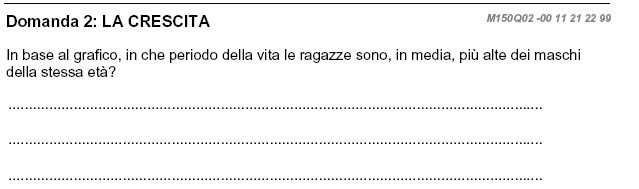 Domanda 2: LA CRESCITA
M150Q02 -00 11 21 22 99
In base al grafico, in che periodo della vita le ragazze sono, in media, più alte dei maschi
della stessa età?